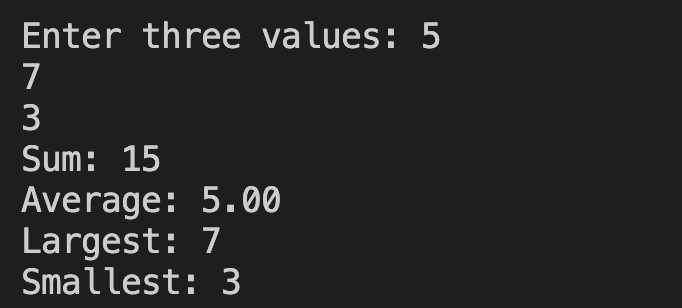 Enter three values: 5
7
3
Sum: 15
Average: 5.00
Largest: 7
Smallest: 3